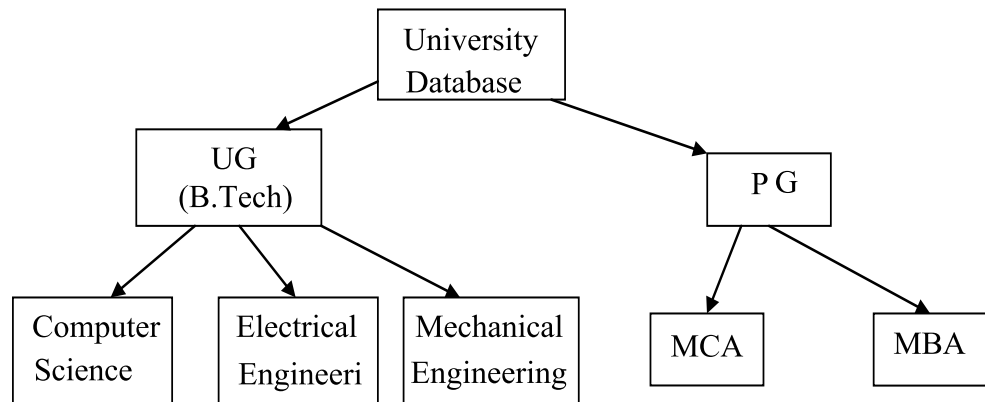 University
Database
UG
(B.Tech)
P G
Computer
Science
Electrical
Engineeri
Mechanical
Engineering
MCA
MBA